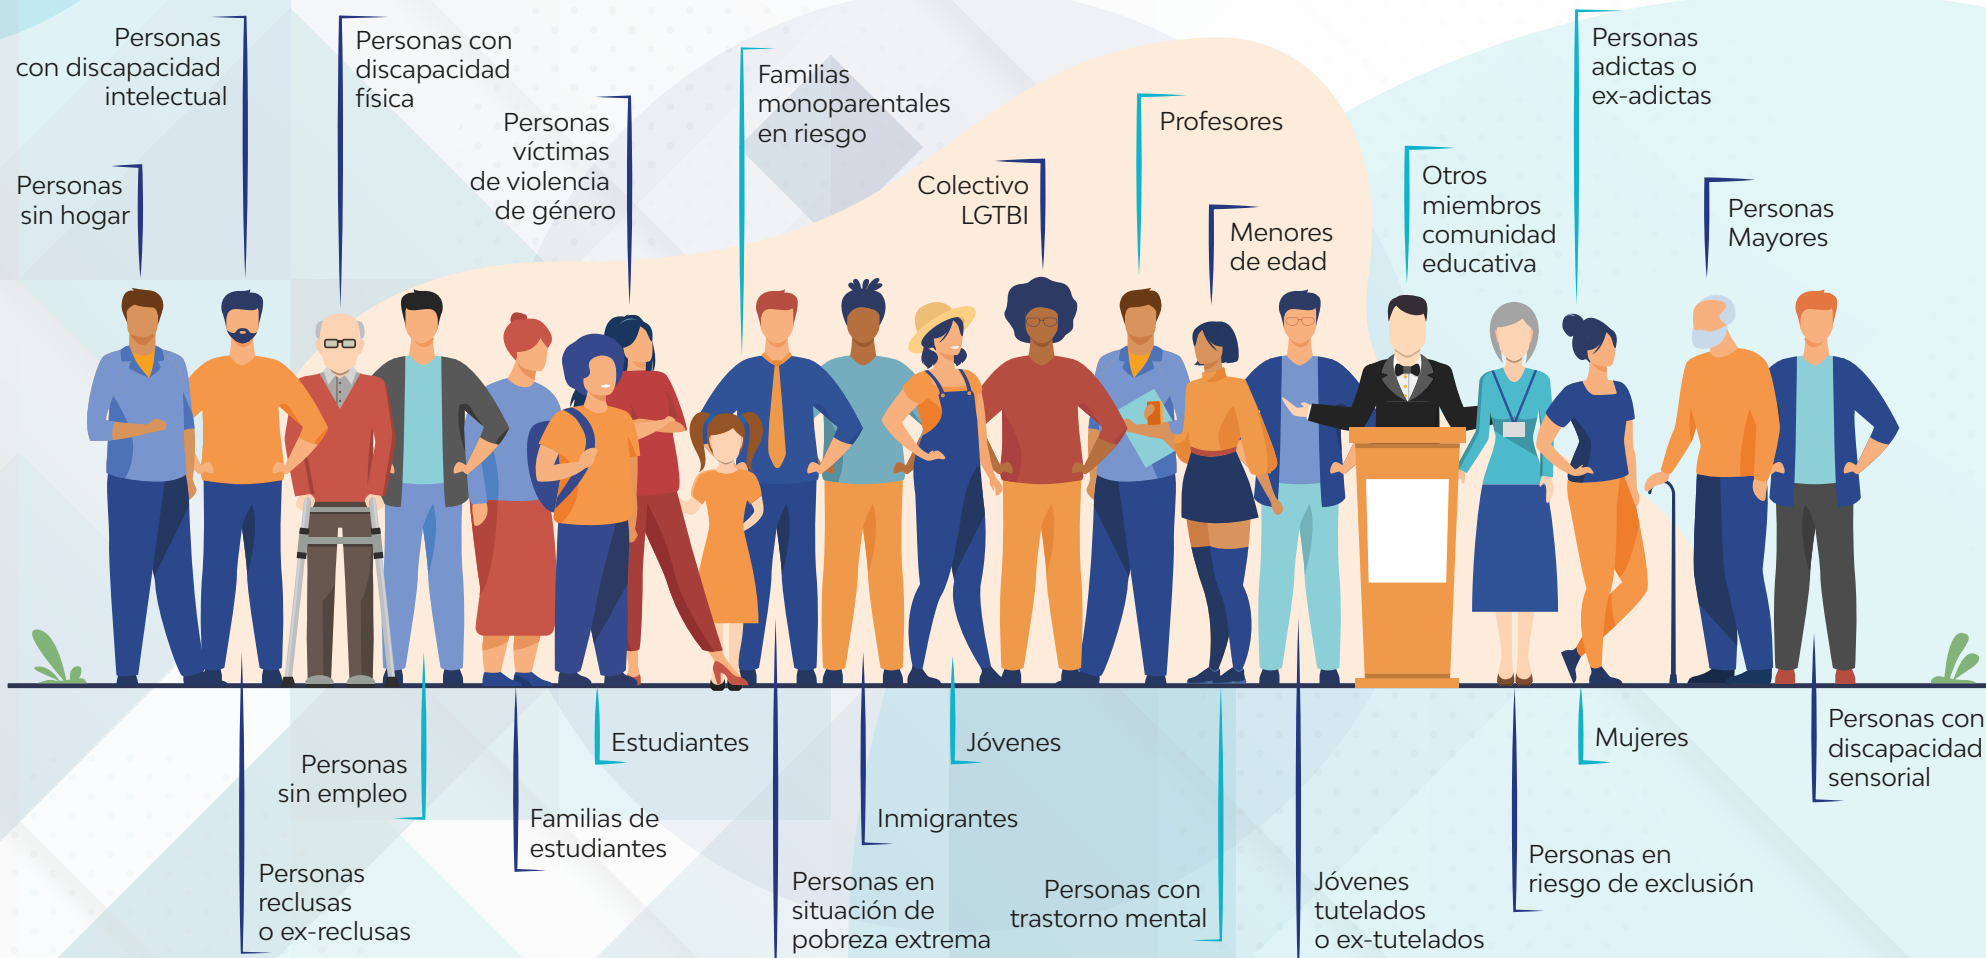 Personas
con discapacidad
intelectual
Personas con
discapacidad
física
Personas
sin hogar
Personas
víctimas
de violencia
de género
Familias
monoparentales
en riesgo
Colectivo
LGTBI
Profesores
Menores
de edad
Otros
miembros
comunidad
educativa
Personas
adictas o
ex-adictas
Personas
Mayores
Personas
reclusas
o ex-reclusas
Personas
sin empleo
Familias de
estudiantes
Estudiantes
Personas en
situación de
pobreza extrema
Inmigrantes
Jóvenes
Personas con
trastorno mental
Jóvenes
tutelados
o ex-tutelados
Personas en
riesgo de exclusión
Mujeres
Personas con
discapacidad
sensorial